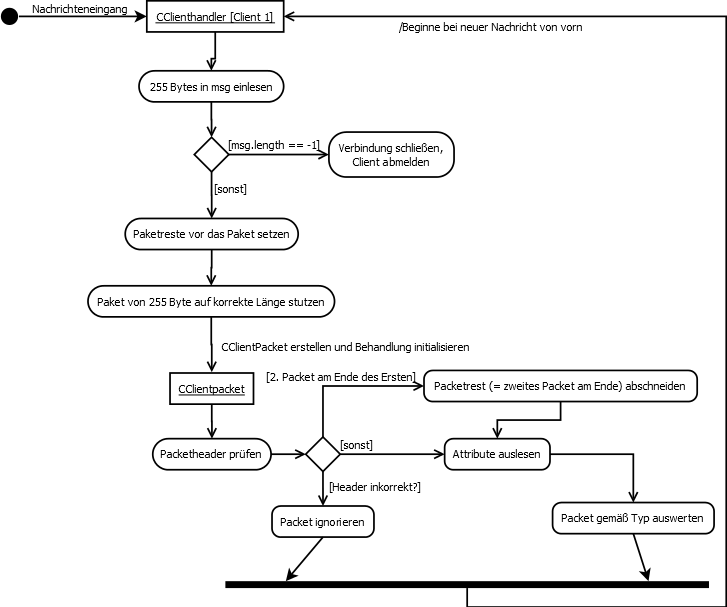 Nachrichteneingang
CClienthandler [Client 1]
/Beginne bei neuer Nachricht von vorn
255 Bytes in msg einlesen
[msg.length == -1]
Verbindung schließen,
Client abmelden
[sonst]
Paketreste vor das Paket setzen
Paket von 255 Byte auf korrekte Länge stutzen
CClientPacket erstellen und Behandlung initialisieren
CClientpacket
[2. Packet am Ende des Ersten]
Packetrest (= zweites Packet am Ende) abschneiden
Packetheader prüfen
[sonst]
Attribute auslesen
[Header inkorrekt?]
Packet ignorieren
Packet gemäß Typ auswerten